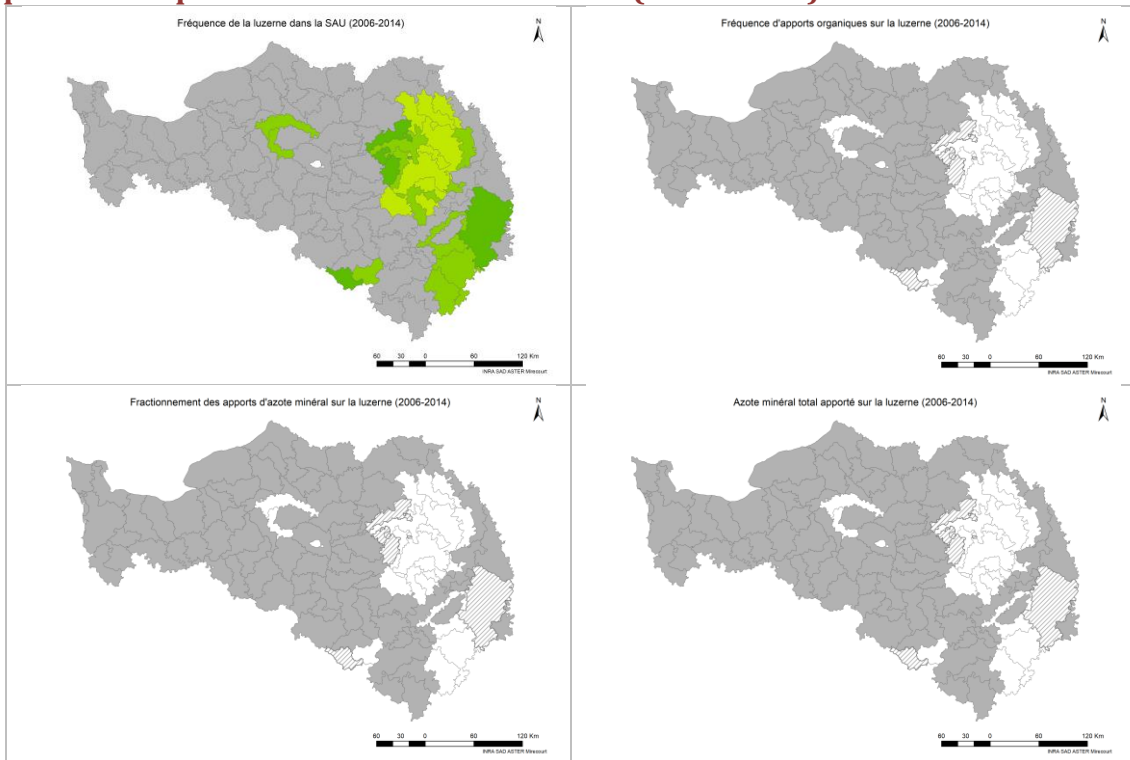 Fréquence de la luzerne dans la SAU (2006-2014)
N
60 30 0 60 120 Km
INRA SAD ASTER Mirecourt
Fréquence d'apports organiques sur la luzerne (2006-2014)
N
60 30 0 60 120 Km
INRA SAD ASTER Mirecourt
Fractionnement des apports d'azote minéral sur la luzerne (2006-2014)
N
60 30 0 60 120 Km
INRA SAD ASTER Mirecourt
Azote minéral total apporté sur la luzerne (2006-2014)
N
60 30 0 60 120 Km
INRA SAD ASTER Mirecourt